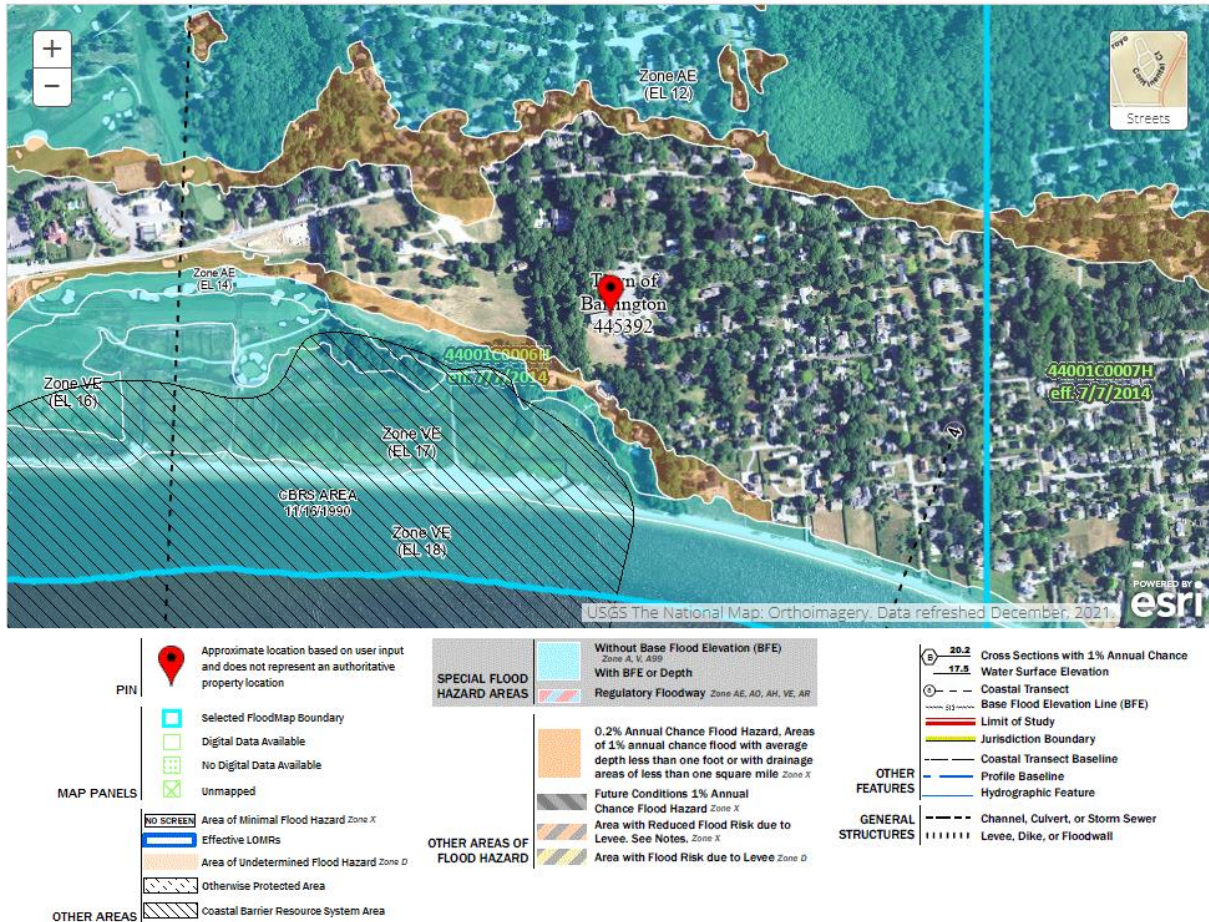 +
−
Zone AE
(EL 12)
Continental Ct
Streets
Zone AE
(EL 14)
Town of
Barrington
445392
44001C0006H
eff. 7/7/2014
44001C0007H
eff. 7/7/2014
Zone VE
(EL 16)
Zone VE
(EL 17)
4
CBRS AREA
11/16/1990
Zone VE
(EL 18)
POWERED BY
esri
USGS The National Map: Orthoimagery. Data refreshed December, 2021.
PIN
Approximate location based on user input
and does not represent an authoritative
property location
MAP PANELS
Selected FloodMap Boundary
Digital Data Available
No Digital Data Available
Unmapped
OTHER AREAS
NO SCREEN Area of Minimal Flood Hazard Zone X
Effective LOMRs
Area of Undetermined Flood Hazard Zone D
Otherwise Protected Area
Coastal Barrier Resource System Area
SPECIAL FLOOD
HAZARD AREAS
Without Base Flood Elevation (BFE)
Zone A, V, A99
With BFE or Depth
Regulatory Floodway Zone AE, AO, AH, VE, AR
OTHER AREAS OF
FLOOD HAZARD
0.2% Annual Chance Flood Hazard, Areas
of 1% annual chance flood with average
depth less than one foot or with drainage
areas of less than one square mile Zone X
Future Conditions 1% Annual
Chance Flood Hazard Zone X
Area with Reduced Flood Risk due to
Levee. See Notes. Zone X
Area with Flood Risk due to Levee Zone D
OTHER
FEATURES
B 20.2 Cross Sections with 1% Annual Chance
17.5 Water Surface Elevation
8 Coastal Transect
513 Base Flood Elevation Line (BFE)
Limit of Study
Jurisdiction Boundary
Coastal Transect Baseline
Profile Baseline
Hydrographic Feature
GENERAL
STRUCTURES
Channel, Culvert, or Storm Sewer
Levee, Dike, or Floodwall